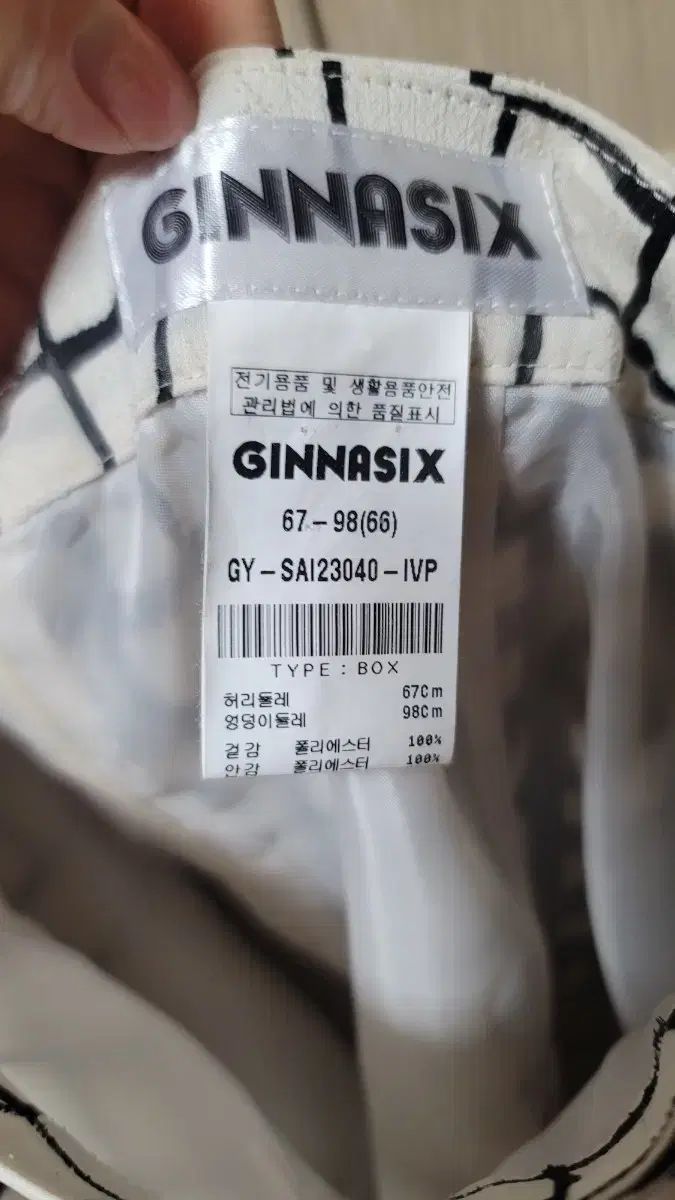 GINNASIX
전기용품 및 생활용품안전
관리법에 의한 품질표시
GINNASIX
67-98(66)
GY-SAI23040-IVP
TYPE : BOX
허리둘레 67Cm
엉덩이둘레 98Cm
겉감 폴리에스터 100%
안감 폴리에스터 100%